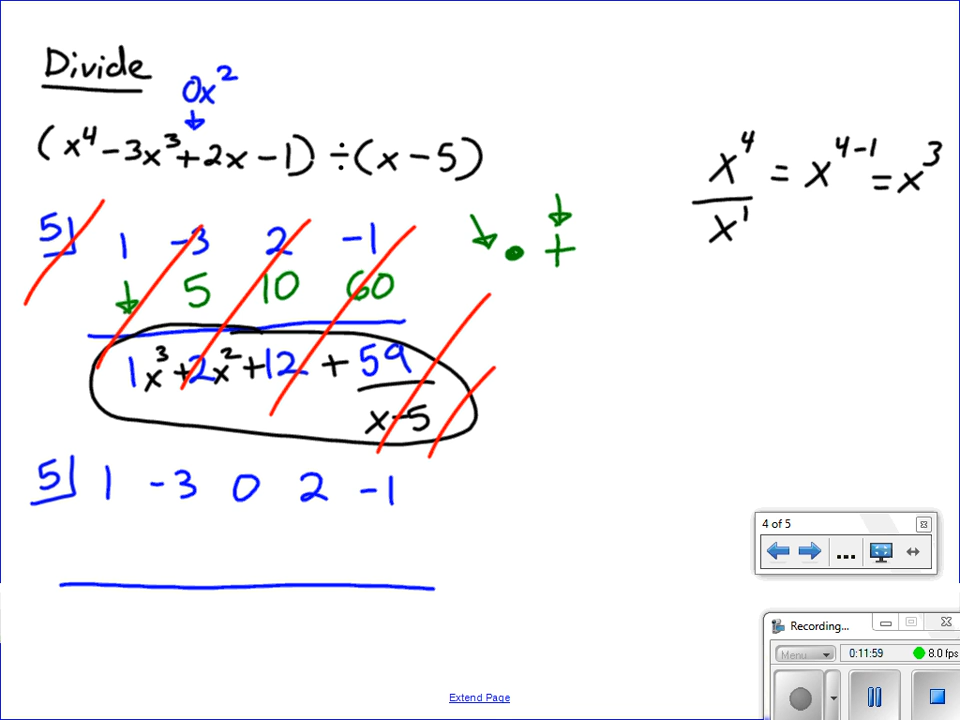 Divide
0x²
↓
(x⁴ - 3x³ + 2x - 1) ÷ (x - 5)
x⁴/x¹ = x⁴⁻¹ = x³
5| 1 -3 2 -1
↓ 5 10 60
1x³ + 2x² + 12 + 59/(x - 5)
↓ ↓
• +
5| 1 -3 0 2 -1
4 of 5
...
Recording...
Menu
0:11:59
8.0 fps
Extend Page